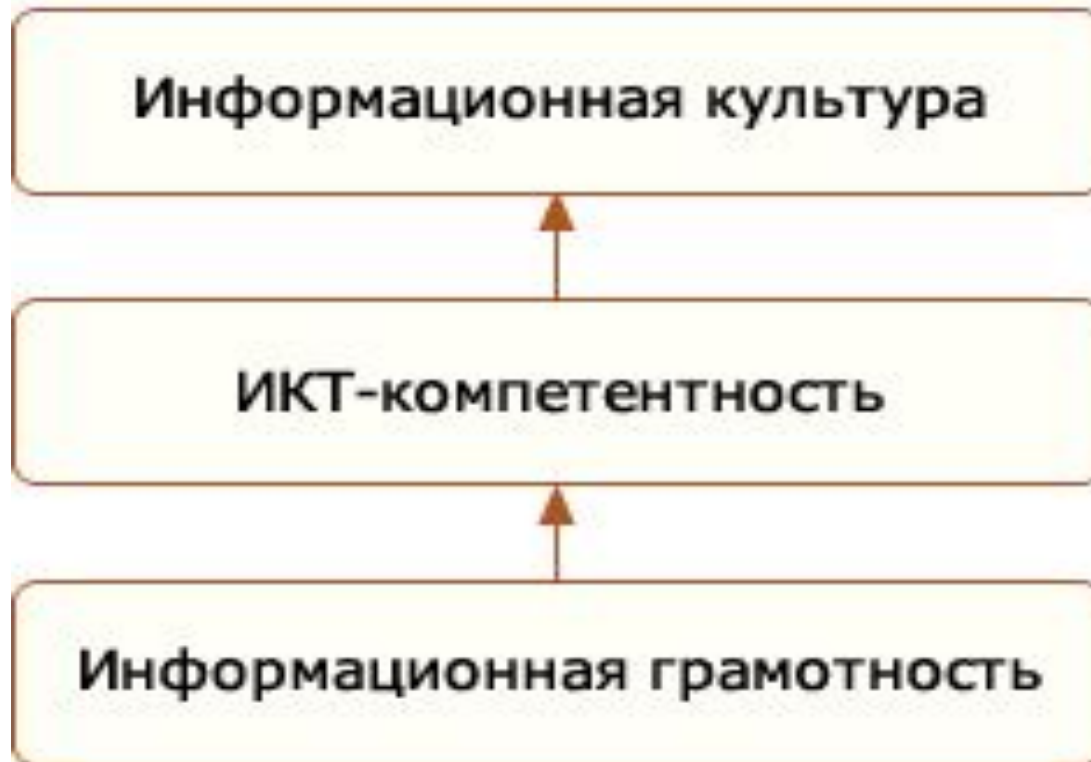 Информационная культура
ИКТ-компетентность
Информационная грамотность